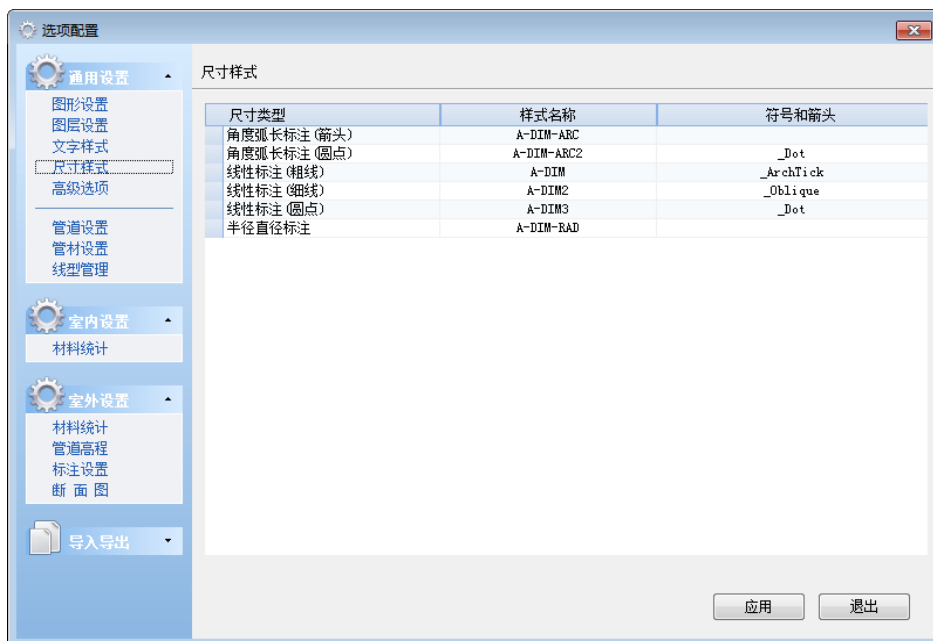 选项配置
通用设置
图形设置
图层设置
文字样式
尺寸样式
高级选项
管道设置
管材设置
线型管理
室内设置
材料统计
室外设置
材料统计
管道高程
标注设置
断 面 图
导入导出
尺寸样式
尺寸类型 样式名称 符号和箭头
角度弧长标注(箭头) A-DIM-ARC
角度弧长标注(圆点) A-DIM-ARC2 _Dot
线性标注(粗线) A-DIM _ArchTick
线性标注(细线) A-DIM2 _Oblique
线性标注(圆点) A-DIM3 _Dot
半径直径标注 A-DIM-RAD
应用 退出